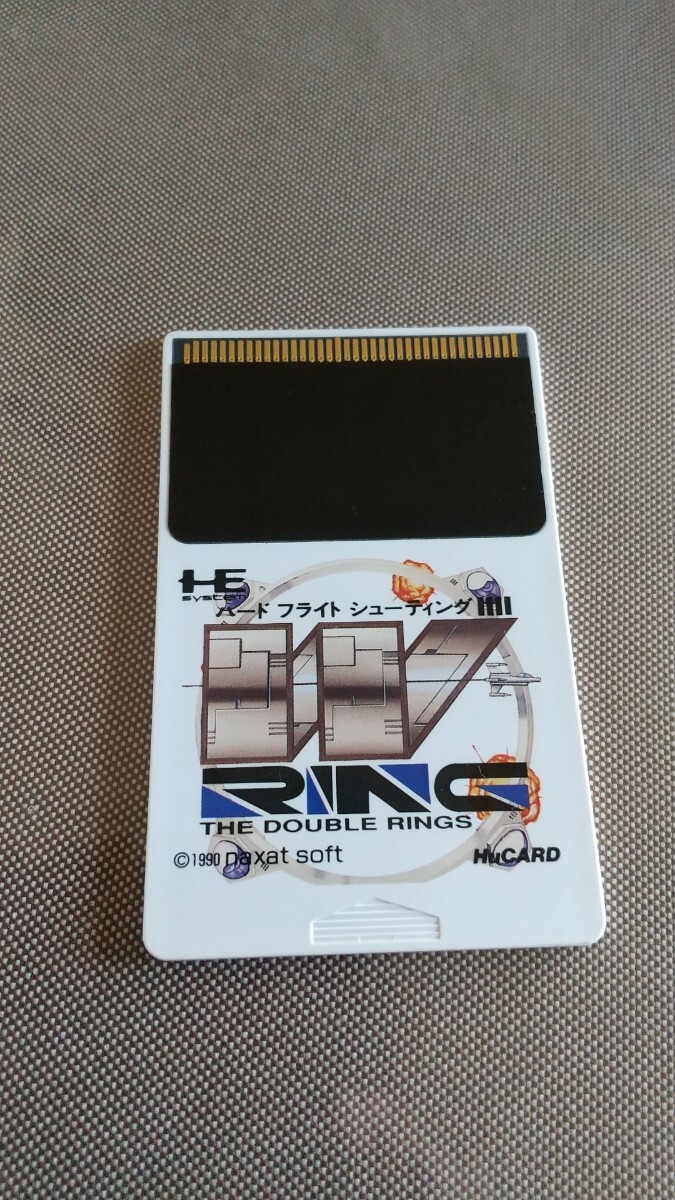 HE
SYSTEM
ハード フライト シューティング !!!!
W
RING
THE DOUBLE RINGS
©1990 naxat soft
HuCARD